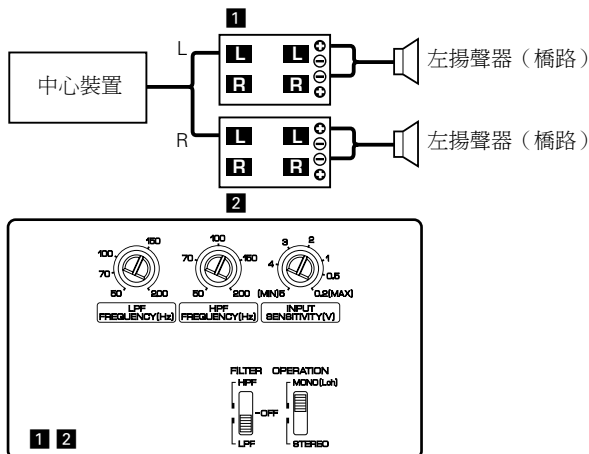 1
L
中心裝置
L L
R R
左揚聲器（橋路）
R
L L
R R
左揚聲器（橋路）
2
50 70 100 150 200
LPF
FREQUENCY(Hz)
50 70 100 150 200
HPF
FREQUENCY(Hz)
(MIN)5 4 3 2 1 0.5 0.2(MAX)
INPUT
SENSITIVITY(V)
FILTER OPERATION
HPF MONO(Lch)
OFF
LPF STEREO
1 2